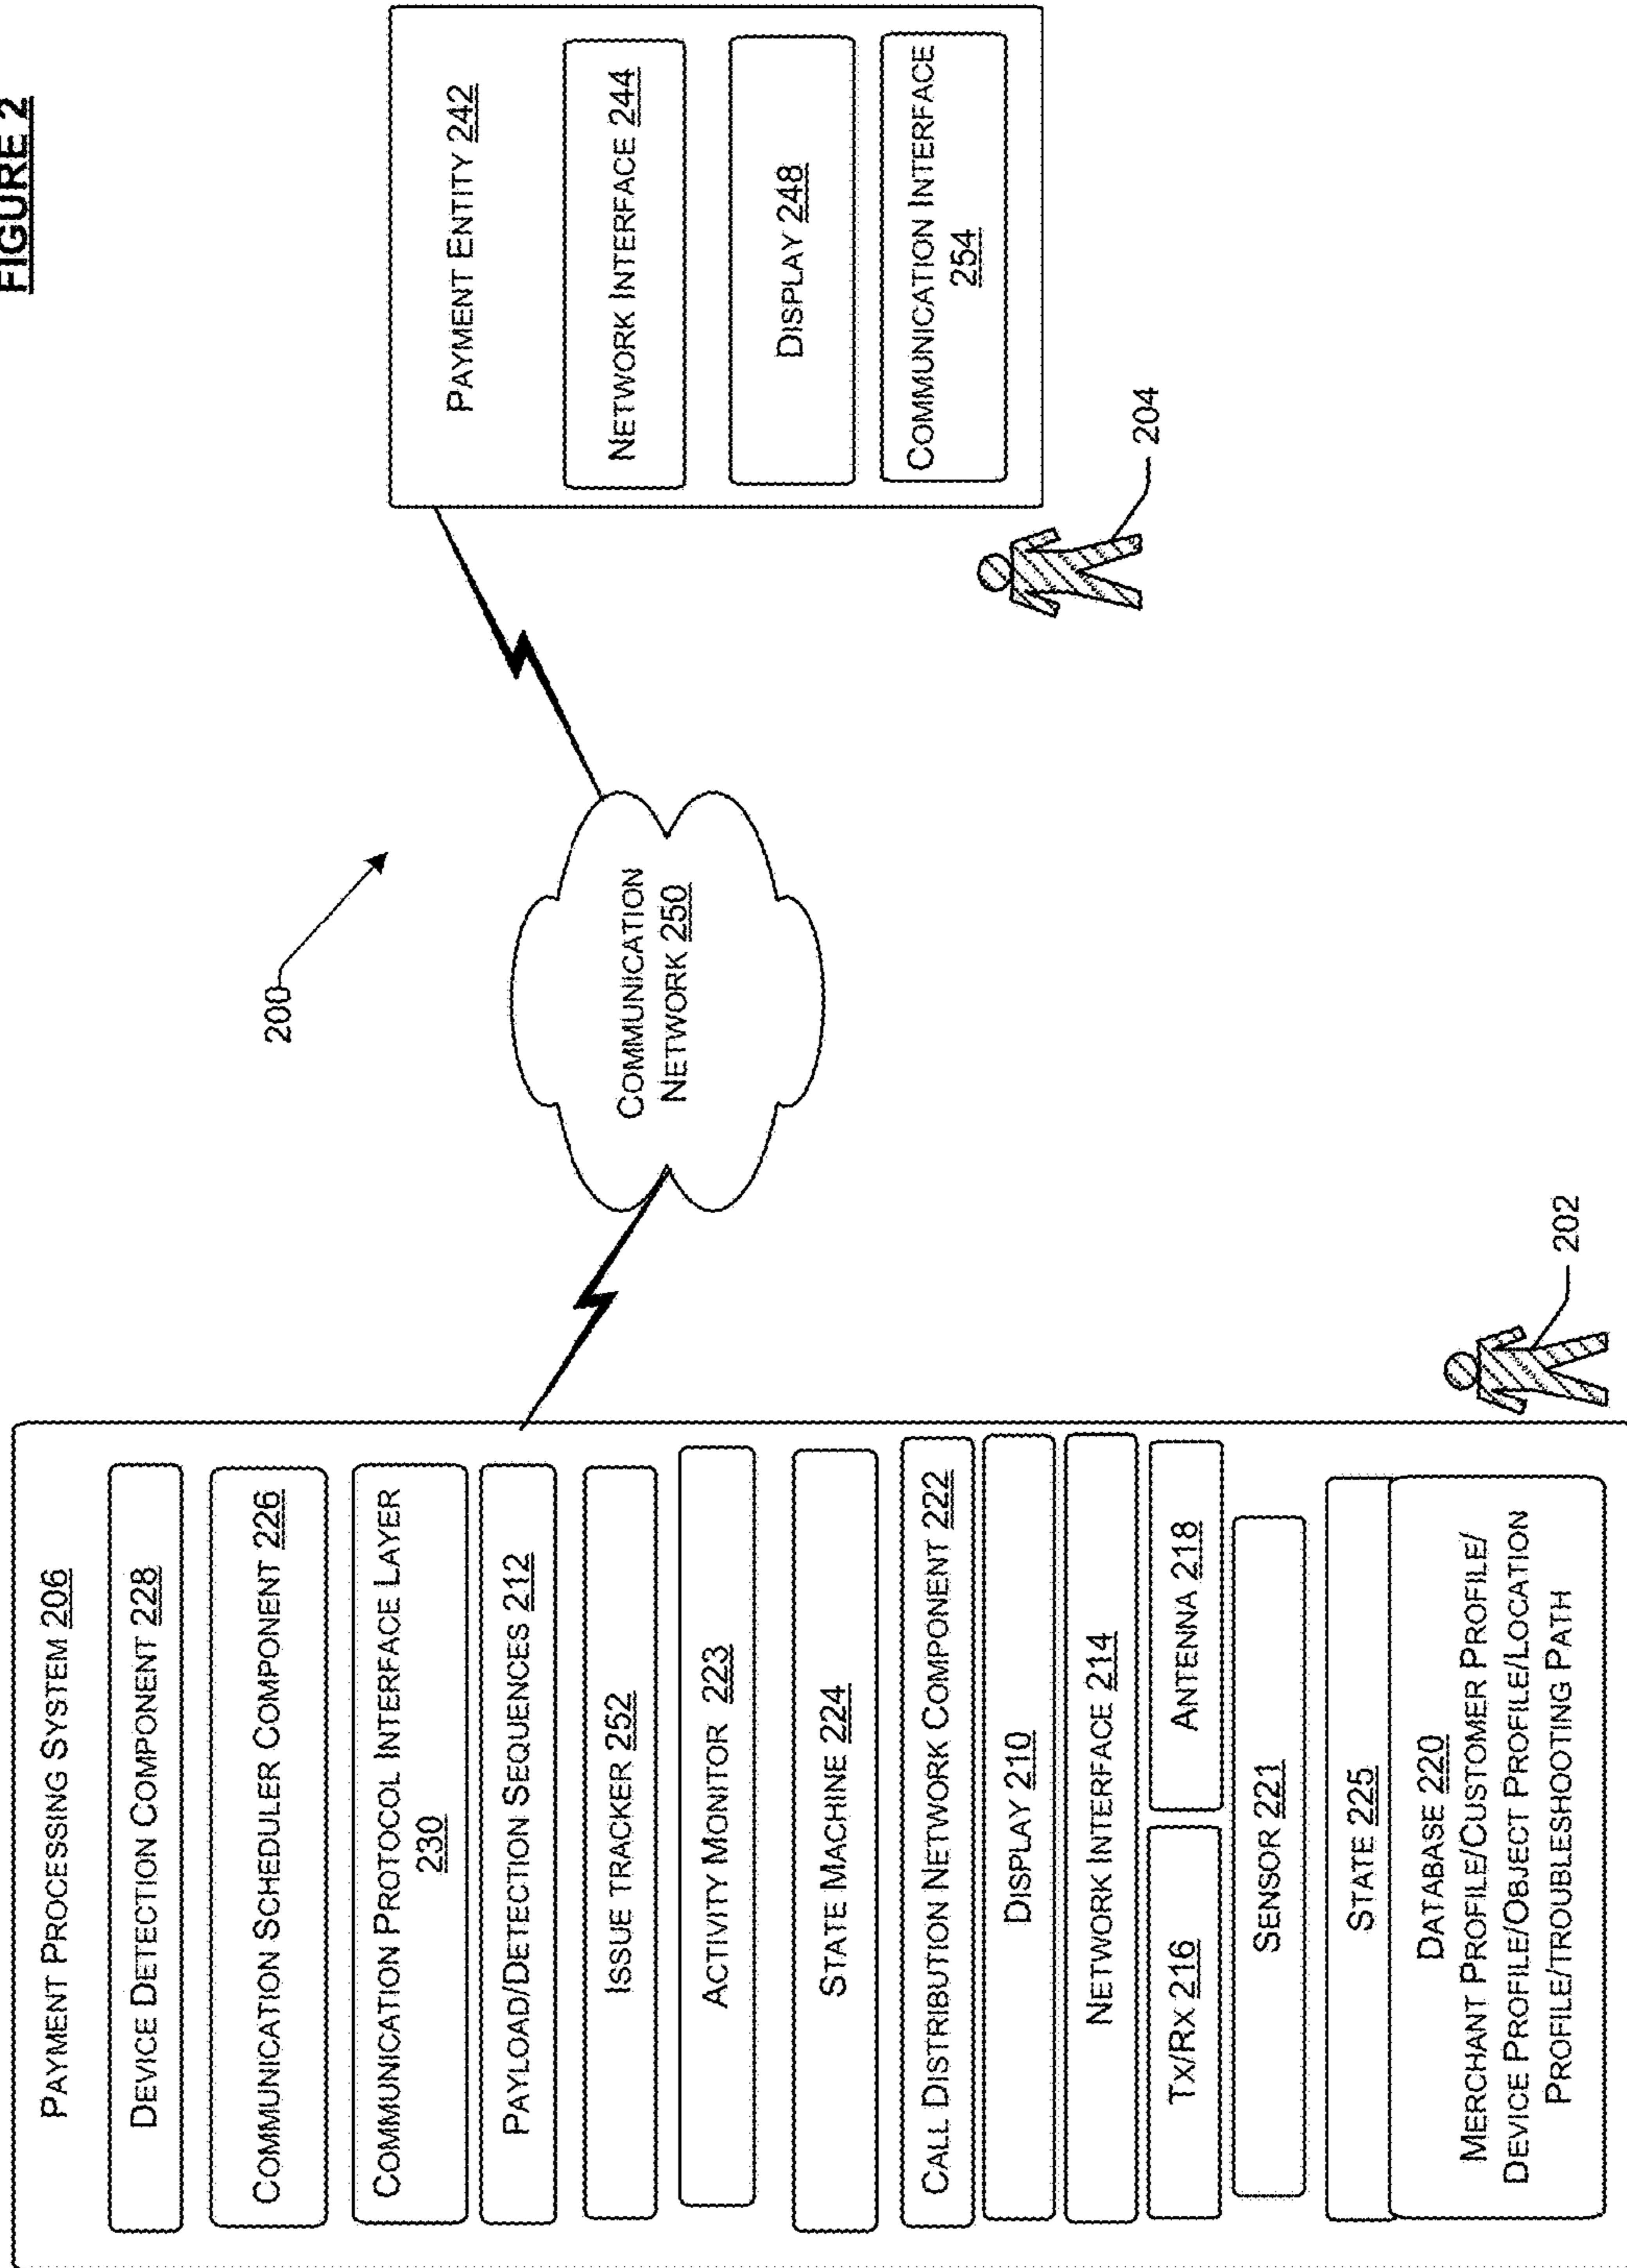 FIGURE 2
200
PAYMENT PROCESSING SYSTEM 206
DEVICE DETECTION COMPONENT 228
COMMUNICATION SCHEDULER COMPONENT 226
COMMUNICATION PROTOCOL INTERFACE LAYER
230
PAYLOAD/DETECTION SEQUENCES 212
ISSUE TRACKER 252
ACTIVITY MONITOR 223
STATE MACHINE 224
CALL DISTRIBUTION NETWORK COMPONENT 222
DISPLAY 210
NETWORK INTERFACE 214
TX/RX 216
ANTENNA 218
SENSOR 221
STATE 225
DATABASE 220
MERCHANT PROFILE/CUSTOMER PROFILE/
DEVICE PROFILE/OBJECT PROFILE/LOCATION
PROFILE/TROUBLESHOOTING PATH
202
COMMUNICATION
NETWORK 250
PAYMENT ENTITY 242
NETWORK INTERFACE 244
DISPLAY 248
COMMUNICATION INTERFACE
254
204